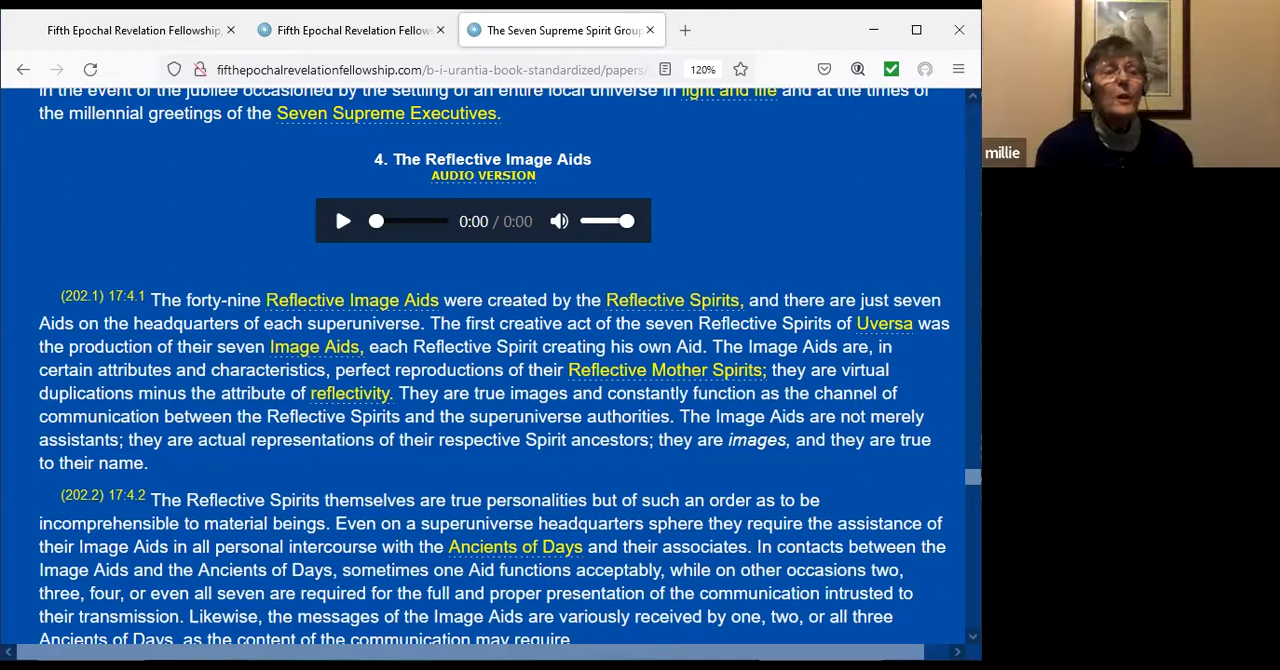 Fifth Epochal Revelation Fellowship,
Fifth Epochal Revelation Fellows
The Seven Supreme Spirit Group
fifthepochalrevelationfellowship.com/b-i-urantia-book-standardized/papers/
120%
in the event of the jubilee occasioned by the settling of an entire local universe in light and life and at the times of
the millennial greetings of the Seven Supreme Executives.
4. The Reflective Image Aids
AUDIO VERSION
0:00 / 0:00
(202.1) 17:4.1 The forty-nine Reflective Image Aids were created by the Reflective Spirits, and there are just seven
Aids on the headquarters of each superuniverse. The first creative act of the seven Reflective Spirits of Uversa was
the production of their seven Image Aids, each Reflective Spirit creating his own Aid. The Image Aids are, in
certain attributes and characteristics, perfect reproductions of their Reflective Mother Spirits; they are virtual
duplications minus the attribute of reflectivity. They are true images and constantly function as the channel of
communication between the Reflective Spirits and the superuniverse authorities. The Image Aids are not merely
assistants; they are actual representations of their respective Spirit ancestors; they are images, and they are true
to their name.
(202.2) 17:4.2 The Reflective Spirits themselves are true personalities but of such an order as to be
incomprehensible to material beings. Even on a superuniverse headquarters sphere they require the assistance of
their Image Aids in all personal intercourse with the Ancients of Days and their associates. In contacts between the
Image Aids and the Ancients of Days, sometimes one Aid functions acceptably, while on other occasions two,
three, four, or even all seven are required for the full and proper presentation of the communication intrusted to
their transmission. Likewise, the messages of the Image Aids are variously received by one, two, or all three
Ancients of Days, as the content of the communication may require.
millie